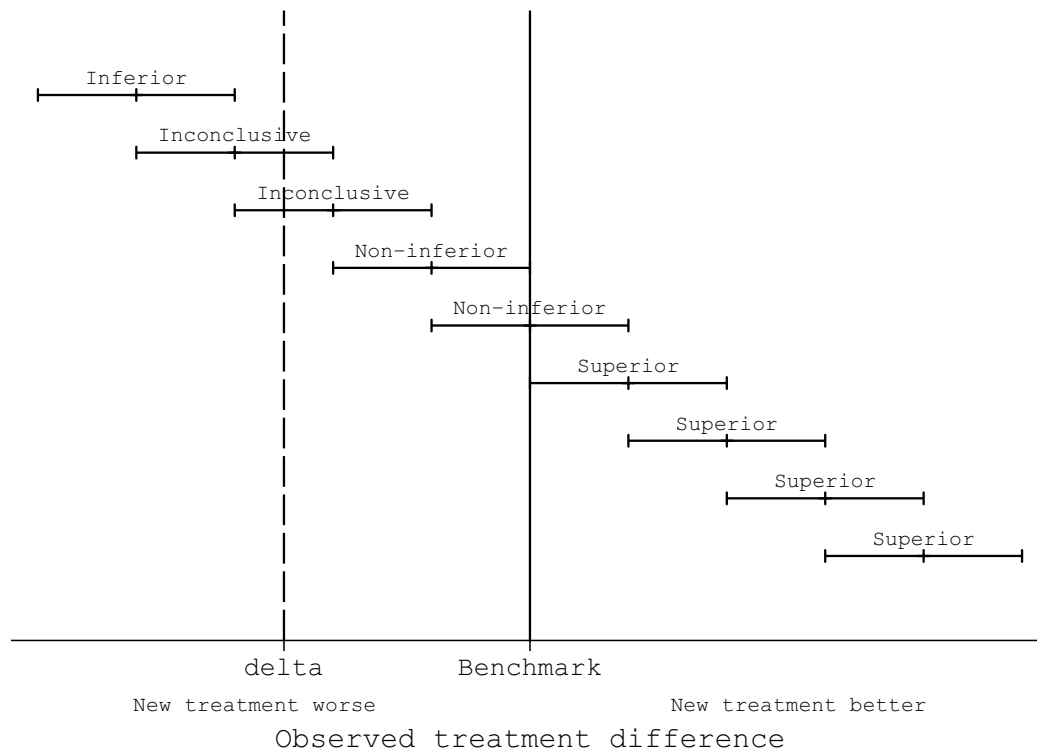 Inferior
Inconclusive
Inconclusive
Non-inferior
Non-inferior
Superior
Superior
Superior
Superior
delta Benchmark
New treatment worse New treatment better
Observed treatment difference